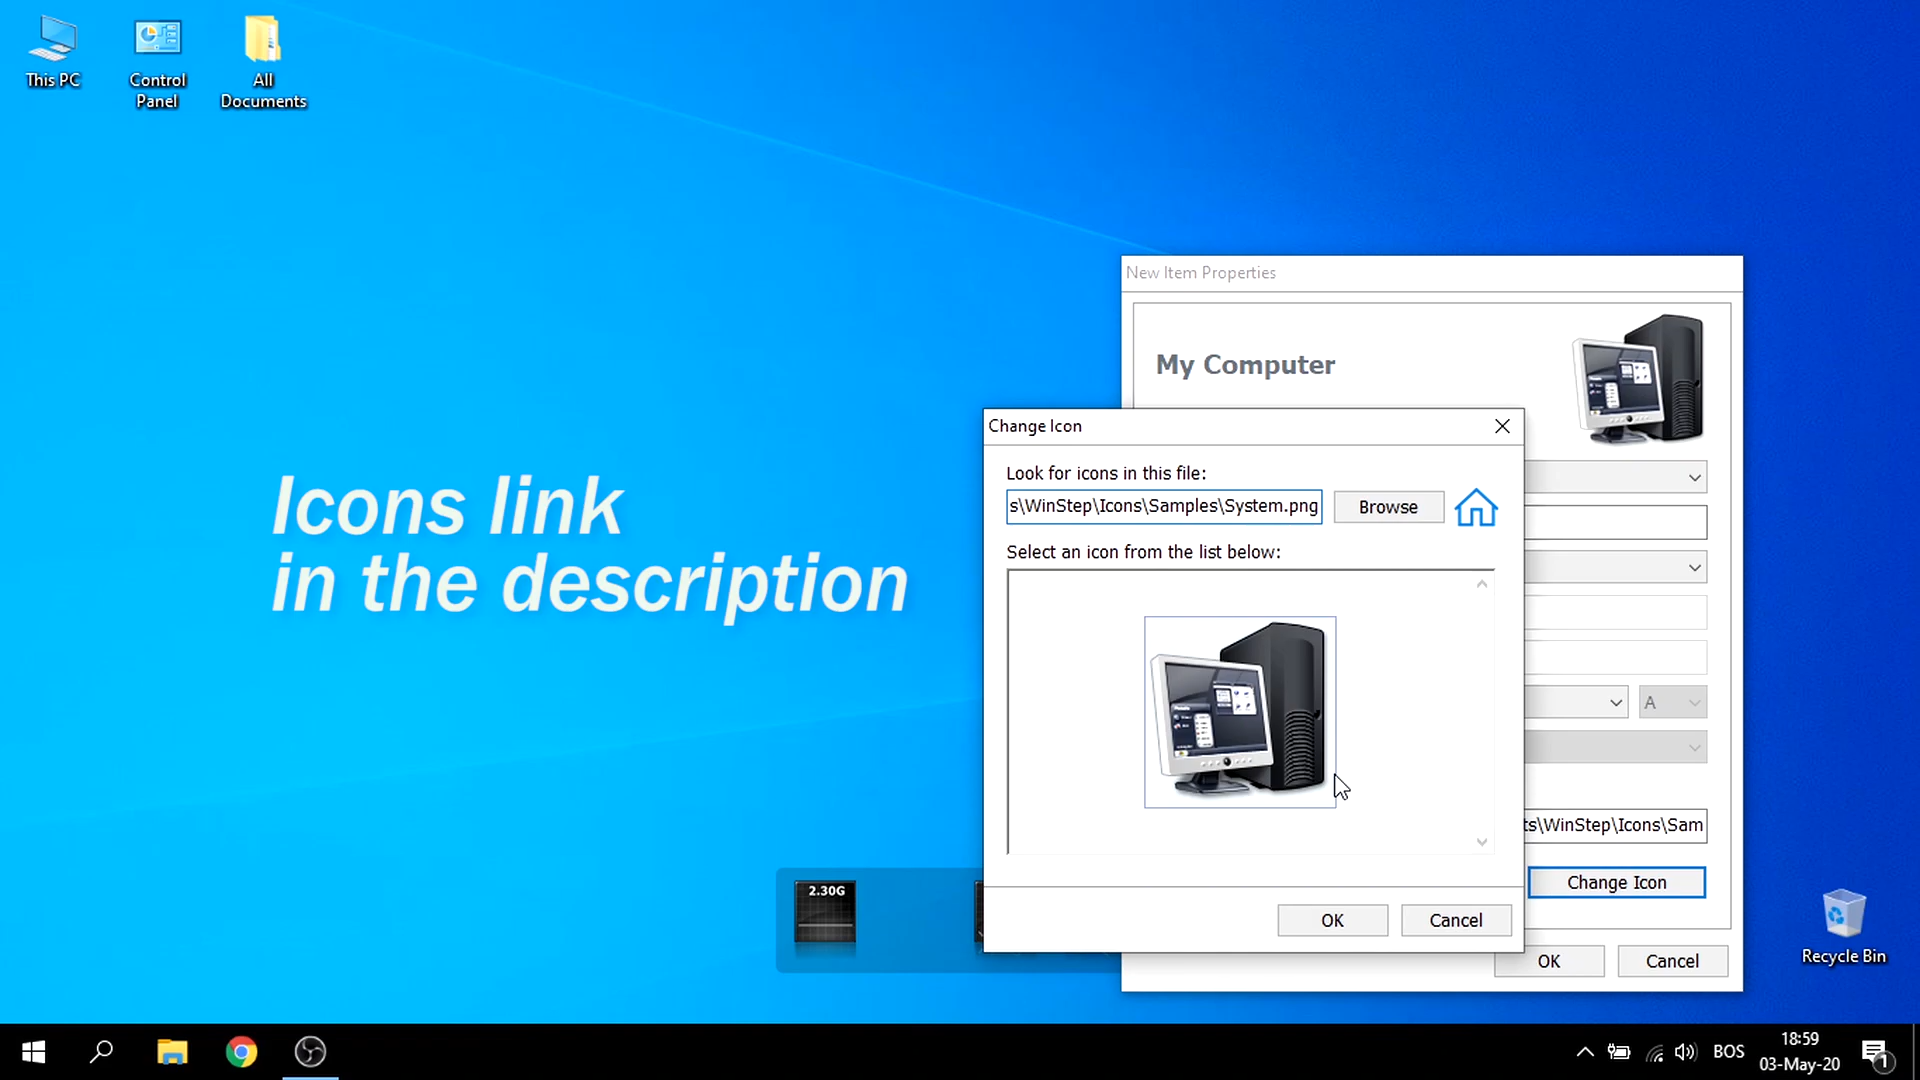 This PC
Control
Panel
All
Documents
New Item Properties
My Computer
Change Icon
Look for icons in this file:
s\WinStep\Icons\Samples\System.png
Browse
Select an icon from the list below:
Icons link
in the description
A
ts\WinStep\Icons\Sam
Change Icon
2.30G
OK
Cancel
OK
Cancel
Recycle Bin
BOS
18:59
03-May-20
1